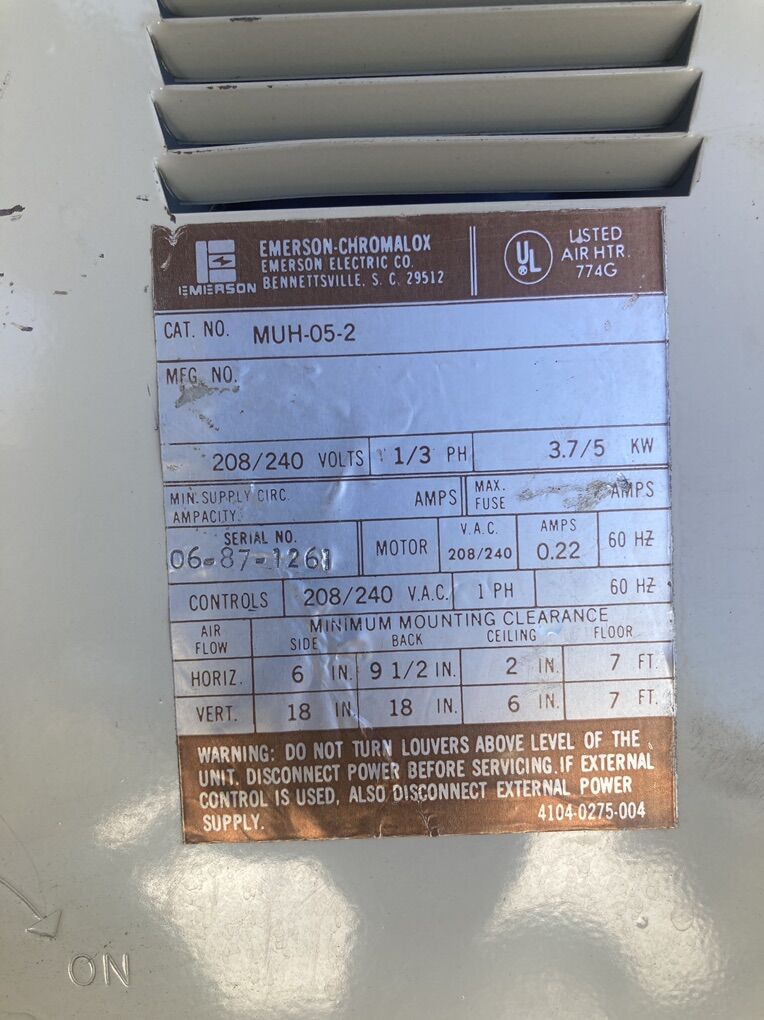 EMERSON
EMERSON-CHROMALOX
EMERSON ELECTRIC CO.
BENNETTSVILLE, S. C. 29512
UL
®
LISTED
AIR HTR.
774G
CAT. NO. MUH-05-2
MFG. NO.
208/240 VOLTS 1/3 PH 3.7/5 KW
MIN. SUPPLY CIRC.
AMPACITY. AMPS
MAX.
FUSE AMPS
SERIAL NO.
06-87-1261
MOTOR
V.A.C.
208/240
AMPS
0.22
60 HZ
CONTROLS 208/240 V.A.C. 1 PH 60 HZ
AIR
FLOW
MINIMUM MOUNTING CLEARANCE
SIDE BACK CEILING FLOOR
HORIZ. 6 IN. 9 1/2 IN. 2 IN. 7 FT.
VERT. 18 IN. 18 IN. 6 IN. 7 FT.
WARNING: DO NOT TURN LOUVERS ABOVE LEVEL OF THE
UNIT, DISCONNECT POWER BEFORE SERVICING. IF EXTERNAL
CONTROL IS USED, ALSO DISCONNECT EXTERNAL POWER
SUPPLY.
4104-0275-004
ON